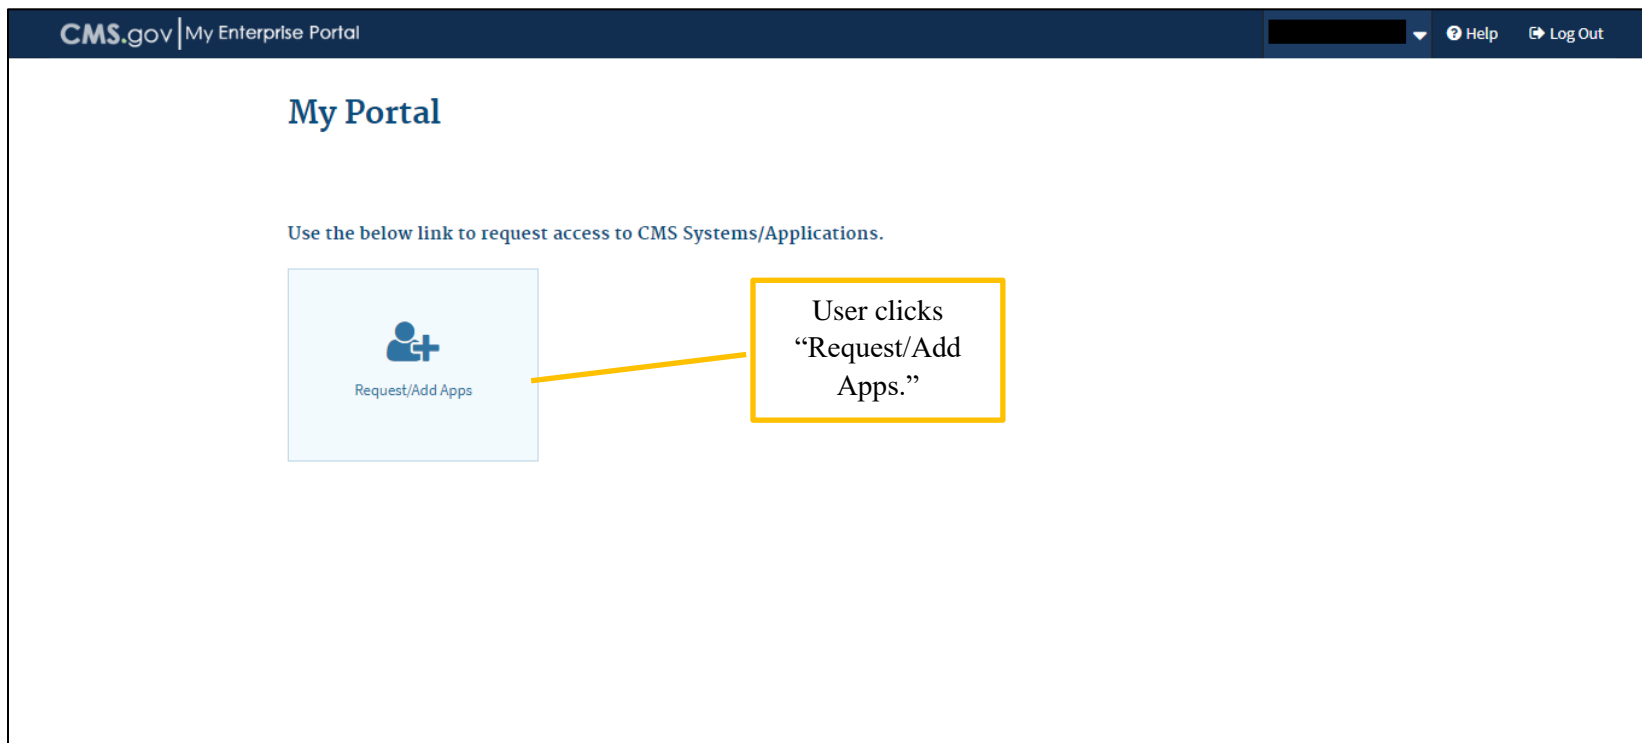 CMS.gov My Enterprise Portal
Help
Log Out
My Portal
Use the below link to request access to CMS Systems/Applications.
Request/Add Apps
User clicks
“Request/Add
Apps.”